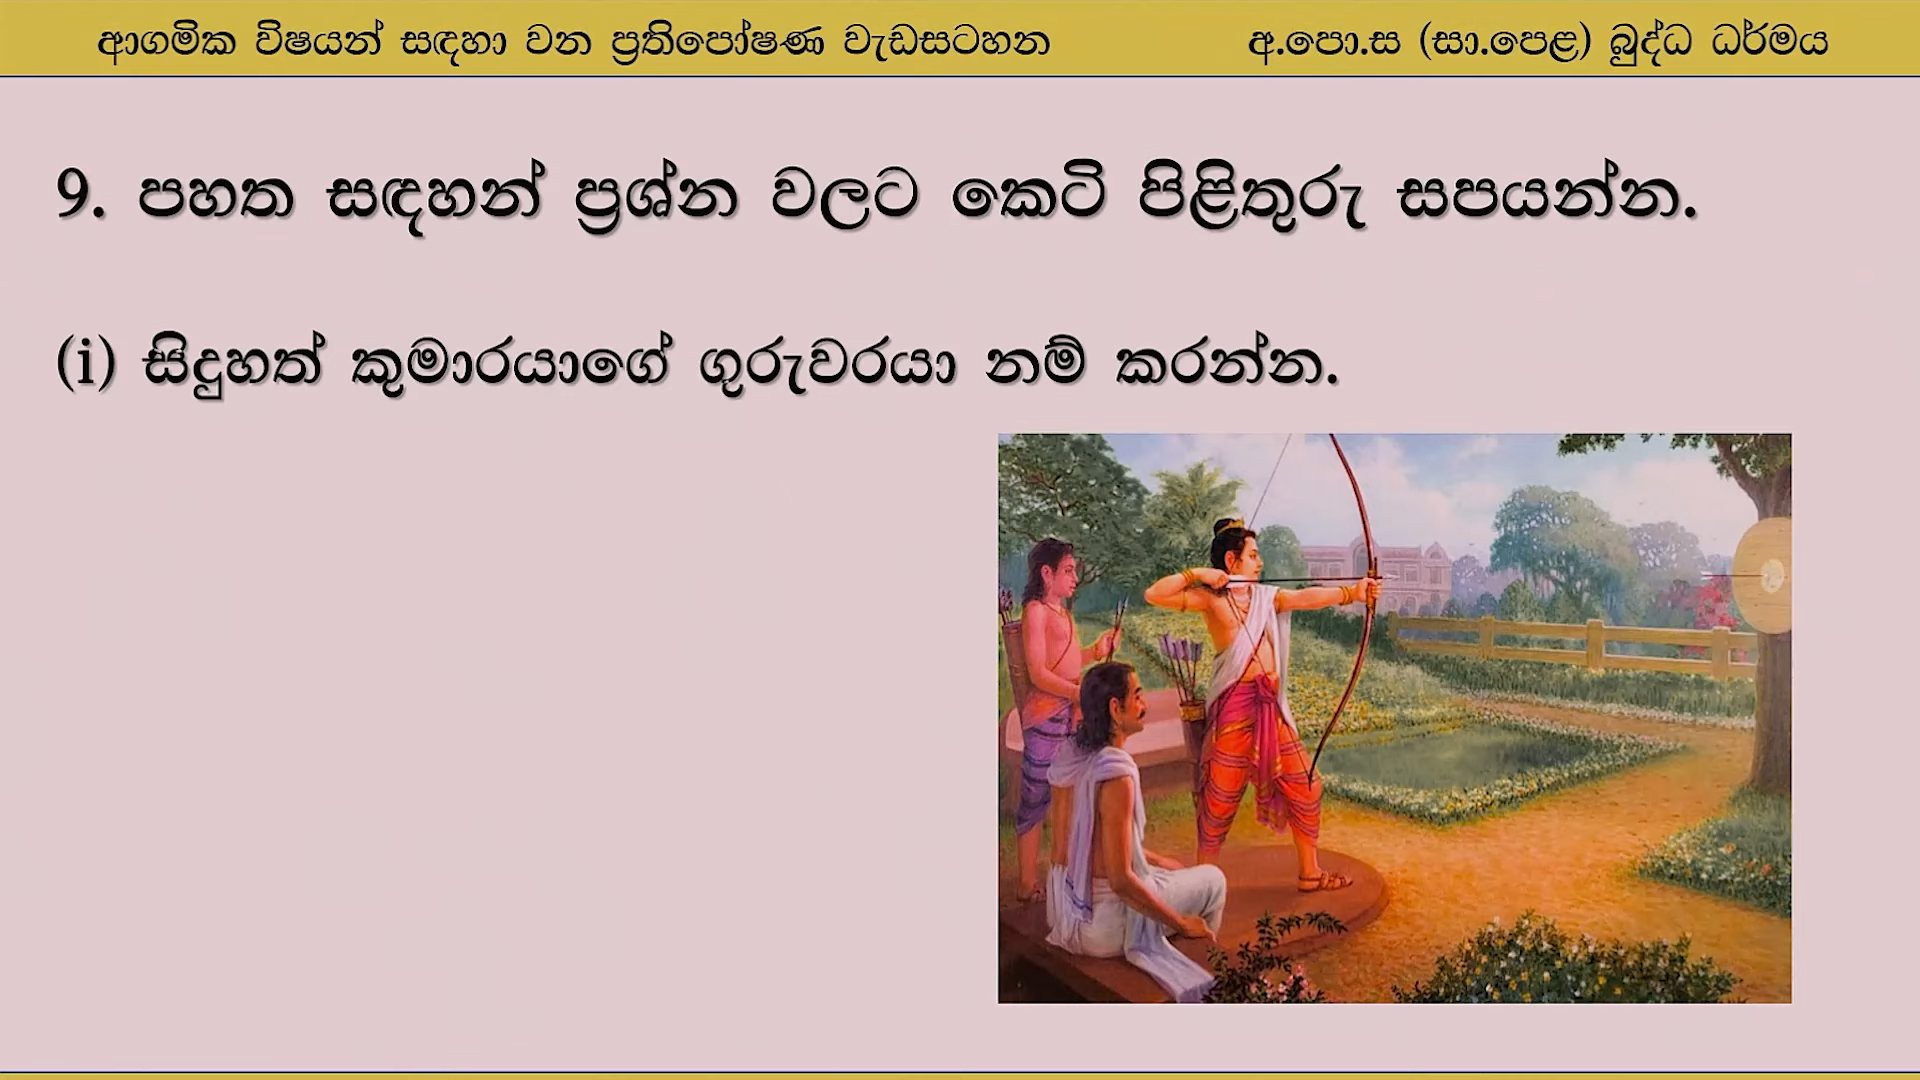 ආගමික විෂයන් සඳහා වන ප්‍රතිපෝෂණ වැඩසටහන
අ.පො.ස (සා.පෙළ) බුද්ධ ධර්මය
9. පහත සඳහන් ප්‍රශ්න වලට කෙටි පිළිතුරු සපයන්න.
(i) සිදුහත් කුමාරයාගේ ගුරුවරයා නම් කරන්න.